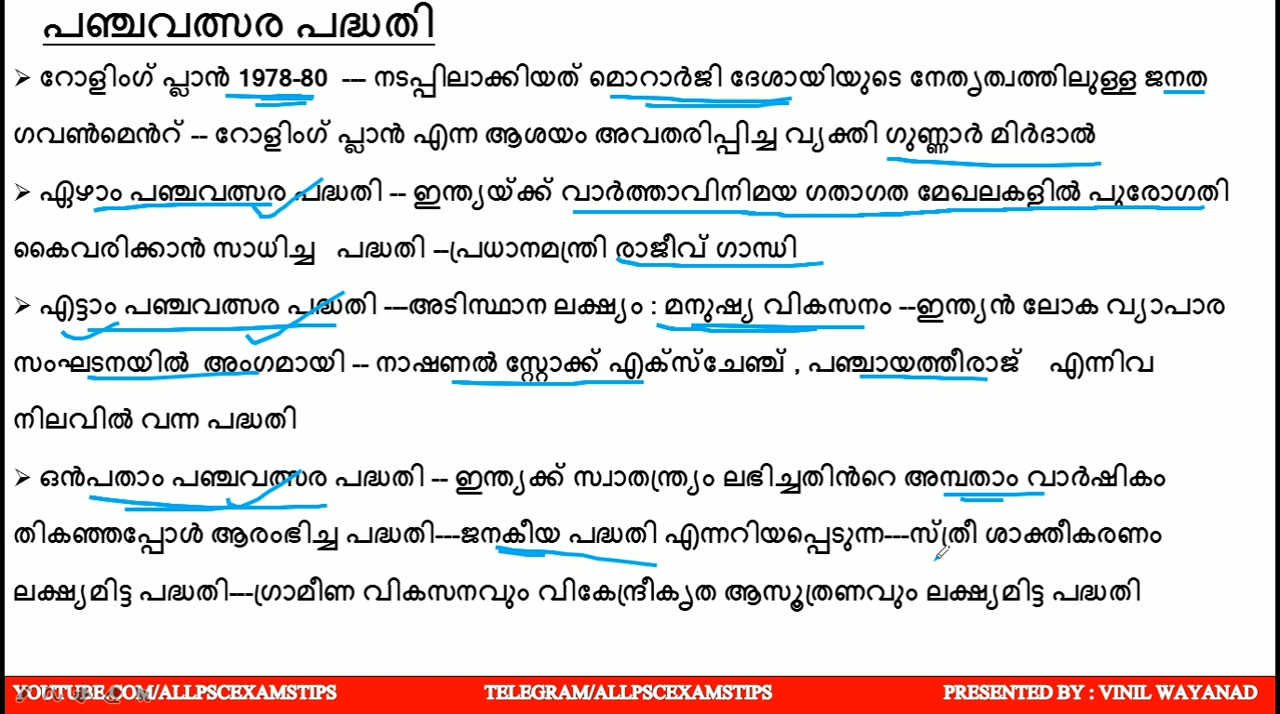 പഞ്ചവത്സര പദ്ധതി
➢ റോളിംഗ് പ്ലാൻ 1978-80 --- നടപ്പിലാക്കിയത് മൊറാർജി ദേശായിയുടെ നേതൃത്വത്തിലുള്ള ജനത
ഗവൺമെൻറ് -- റോളിംഗ് പ്ലാൻ എന്ന ആശയം അവതരിപ്പിച്ച വ്യക്തി ഗുണ്ണാർ മിർദാൽ
➢ ഏഴാം പഞ്ചവത്സര പദ്ധതി -- ഇന്ത്യയ്ക്ക് വാർത്താവിനിമയ ഗതാഗത മേഖലകളിൽ പുരോഗതി
കൈവരിക്കാൻ സാധിച്ച പദ്ധതി --പ്രധാനമന്ത്രി രാജീവ് ഗാന്ധി
➢ എട്ടാം പഞ്ചവത്സര പദ്ധതി ---അടിസ്ഥാന ലക്ഷ്യം : മനുഷ്യ വികസനം --ഇന്ത്യൻ ലോക വ്യാപാര
സംഘടനയിൽ അംഗമായി -- നാഷണൽ സ്റ്റോക്ക് എക്സ്ചേഞ്ച് , പഞ്ചായത്തീരാജ് എന്നിവ
നിലവിൽ വന്ന പദ്ധതി
➢ ഒൻപതാം പഞ്ചവത്സര പദ്ധതി -- ഇന്ത്യക്ക് സ്വാതന്ത്ര്യം ലഭിച്ചതിൻറെ അമ്പതാം വാർഷികം
തികഞ്ഞപ്പോൾ ആരംഭിച്ച പദ്ധതി---ജനകീയ പദ്ധതി എന്നറിയപ്പെടുന്ന---സ്ത്രീ ശാക്തീകരണം
ലക്ഷ്യമിട്ട പദ്ധതി---ഗ്രാമീണ വികസനവും വികേന്ദ്രീകൃത ആസൂത്രണവും ലക്ഷ്യമിട്ട പദ്ധതി
YOUTUBE.COM/ALLPSCEXAMSTIPS TELEGRAM/ALLPSCEXAMSTIPS PRESENTED BY : VINIL WAYANAD